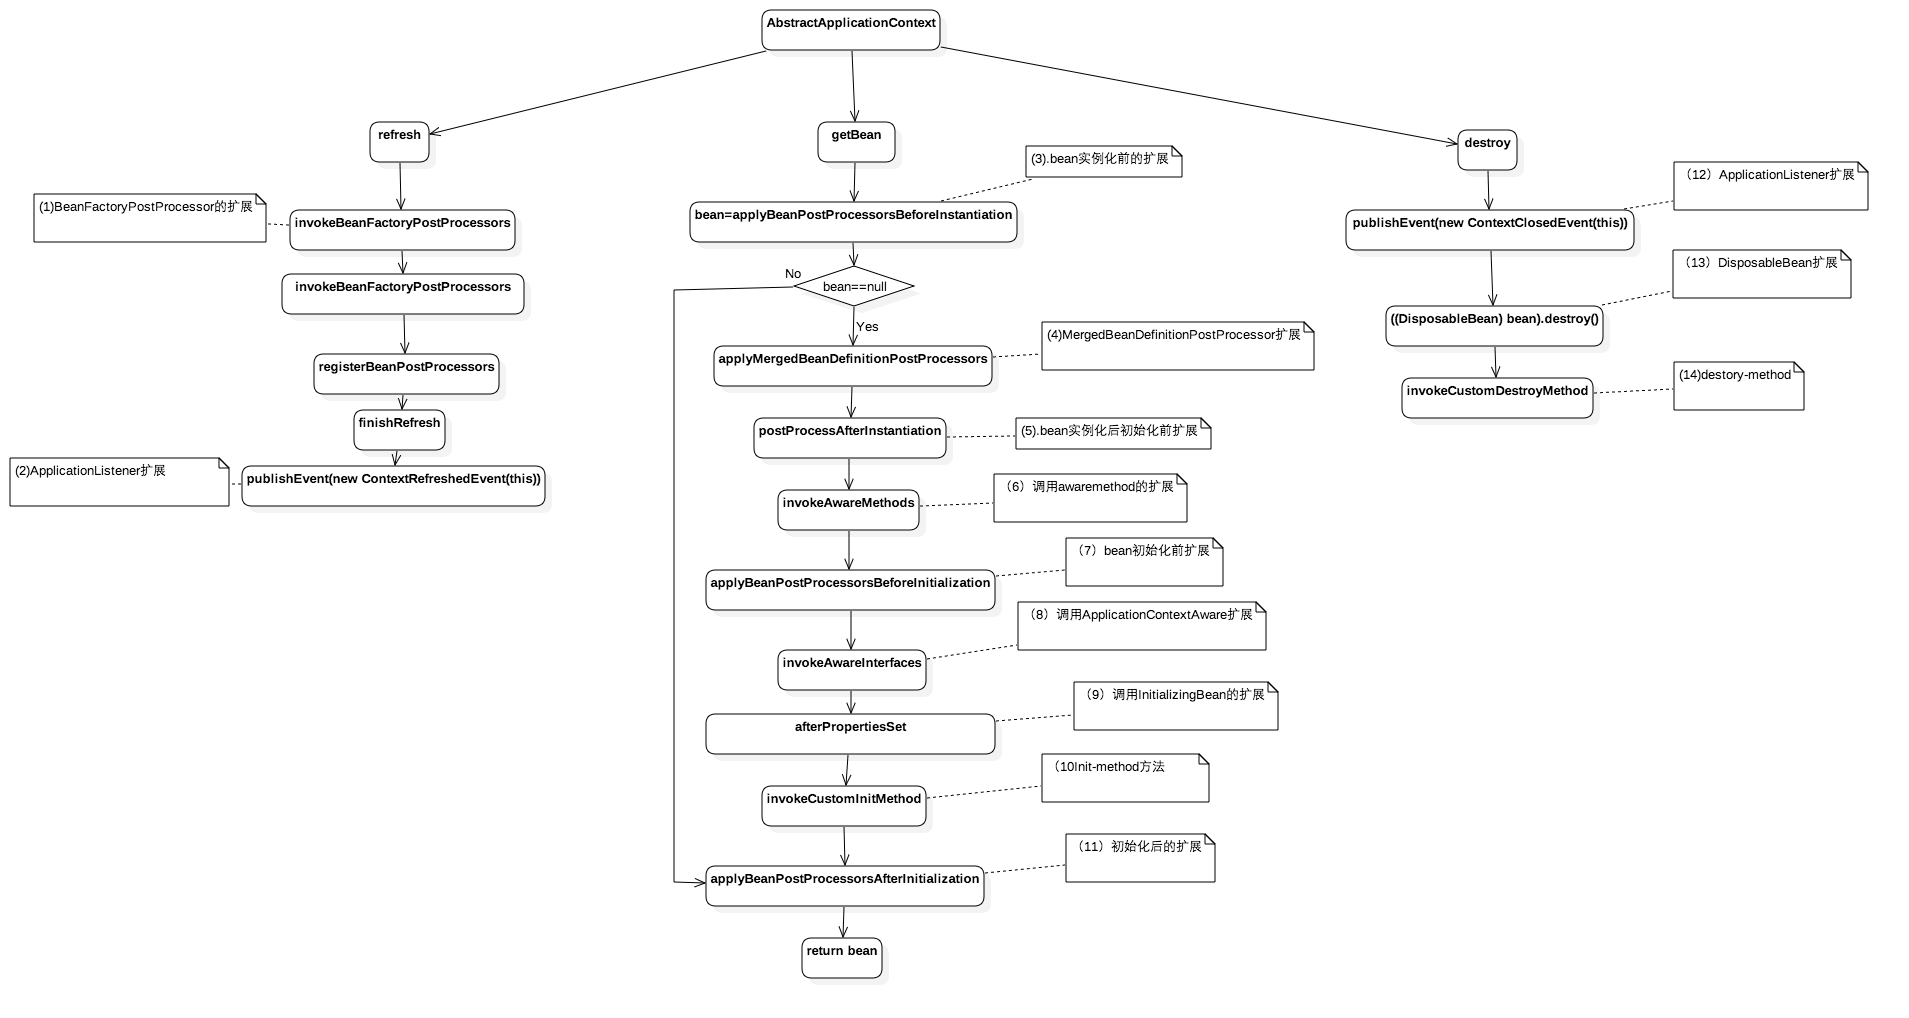 AbstractApplicationContext
refresh
(1)BeanFactoryPostProcessor的扩展
invokeBeanFactoryPostProcessors
invokeBeanFactoryPostProcessors
registerBeanPostProcessors
finishRefresh
(2)ApplicationListener扩展
publishEvent(new ContextRefreshedEvent(this))
getBean
(3).bean实例化前的扩展
bean=applyBeanPostProcessorsBeforeInstantiation
No
bean==null
Yes
applyMergedBeanDefinitionPostProcessors
(4)MergedBeanDefinitionPostProcessor扩展
postProcessAfterInstantiation
(5).bean实例化后初始化前扩展
invokeAwareMethods
（6）调用awaremethod的扩展
applyBeanPostProcessorsBeforeInitialization
（7）bean初始化前扩展
（8）调用ApplicationContextAware扩展
invokeAwareInterfaces
（9）调用InitializingBean的扩展
afterPropertiesSet
（10Init-method方法
invokeCustomInitMethod
（11）初始化后的扩展
applyBeanPostProcessorsAfterInitialization
return bean
destroy
（12）ApplicationListener扩展
publishEvent(new ContextClosedEvent(this))
（13）DisposableBean扩展
((DisposableBean) bean).destroy()
(14)destory-method
invokeCustomDestroyMethod